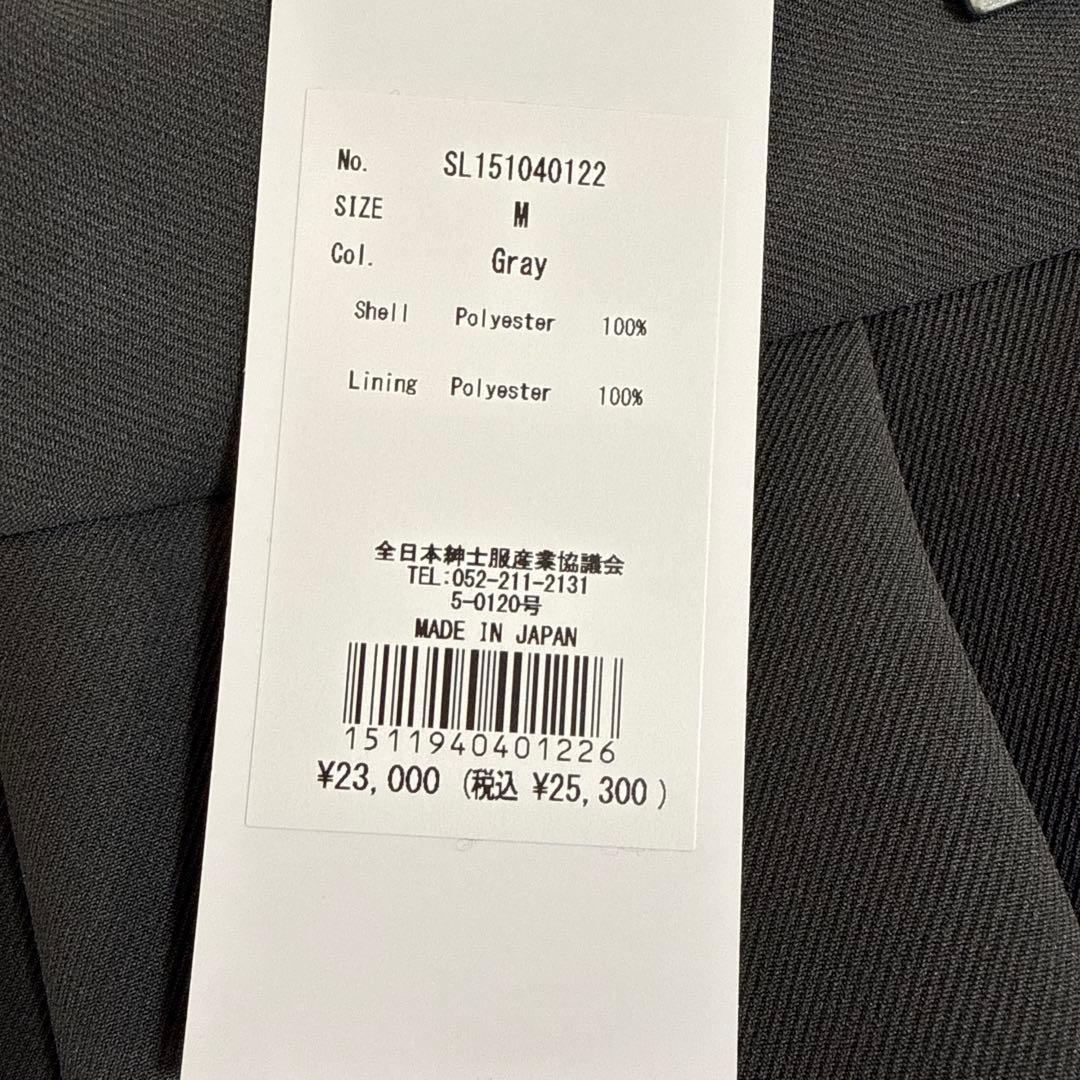 No. SL151040122
SIZE M
Col. Gray
Shell Polyester 100%
Lining Polyester 100%
全日本紳士服産業協議会
TEL:052-211-2131
5-0120号
MADE IN JAPAN
1511940401226
¥23,000 (税込 ¥25,300)